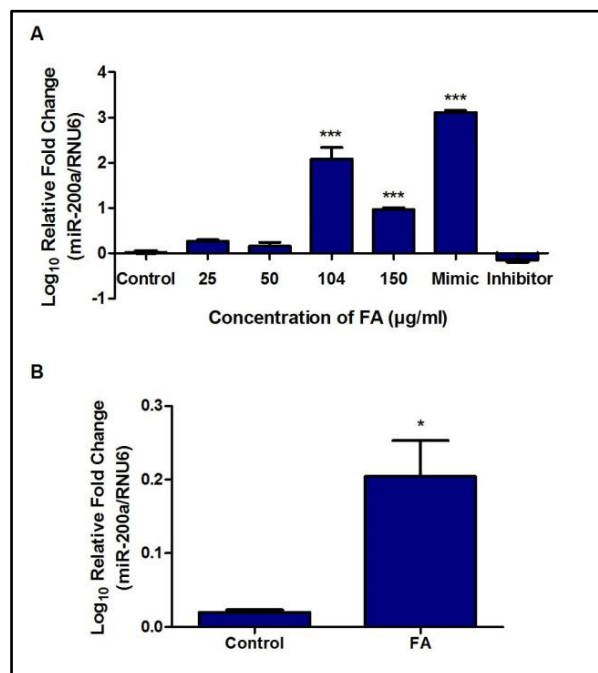 A
Log₁₀ Relative Fold Change
(miR-200a/RNU6)
4
3
2
1
0
-1
*** *** ***
Control 25 50 104 150 Mimic Inhibitor
Concentration of FA (µg/ml)
B
Log₁₀ Relative Fold Change
(miR-200a/RNU6)
0.3
0.2
0.1
0.0
*
Control FA